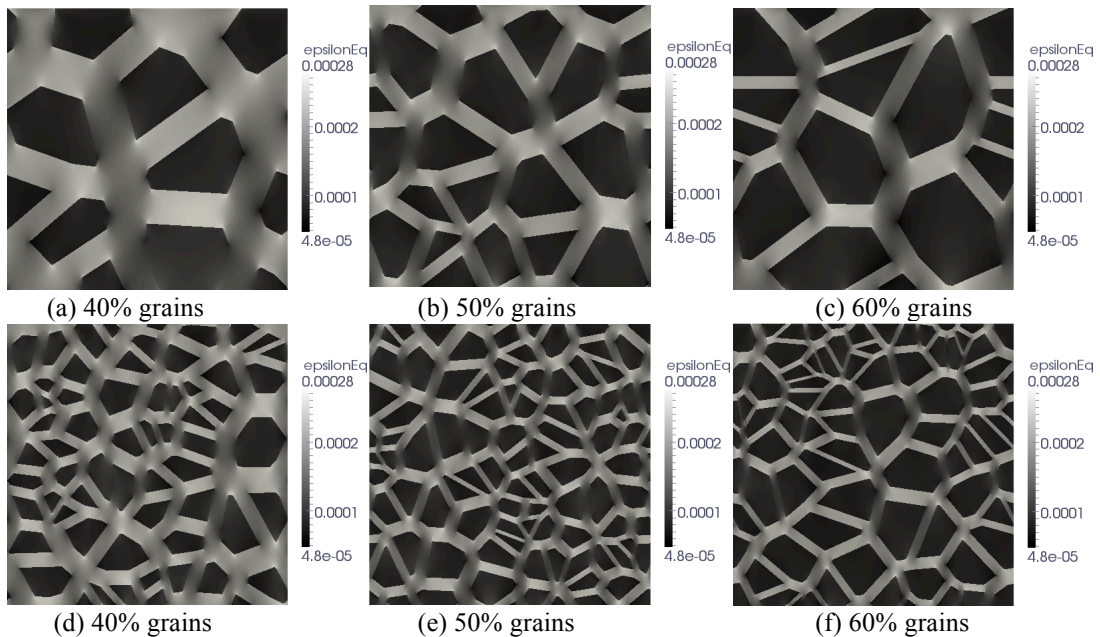 epsilonEq
0.00028
0.0002
0.0001
4.8e-05
epsilonEq
0.00028
0.0002
0.0001
4.8e-05
epsilonEq
0.00028
0.0002
0.0001
4.8e-05
(a) 40% grains
(b) 50% grains
(c) 60% grains
epsilonEq
0.00028
0.0002
0.0001
4.8e-05
epsilonEq
0.00028
0.0002
0.0001
4.8e-05
epsilonEq
0.00028
0.0002
0.0001
4.8e-05
(d) 40% grains
(e) 50% grains
(f) 60% grains